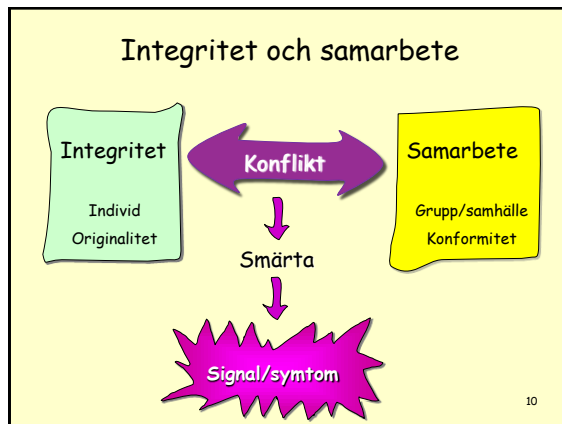 Integritet och samarbete
Integritet
Individ
Originalitet
Konflikt
Samarbete
Grupp/samhälle
Konformitet
Smärta
Signal/symtom
10